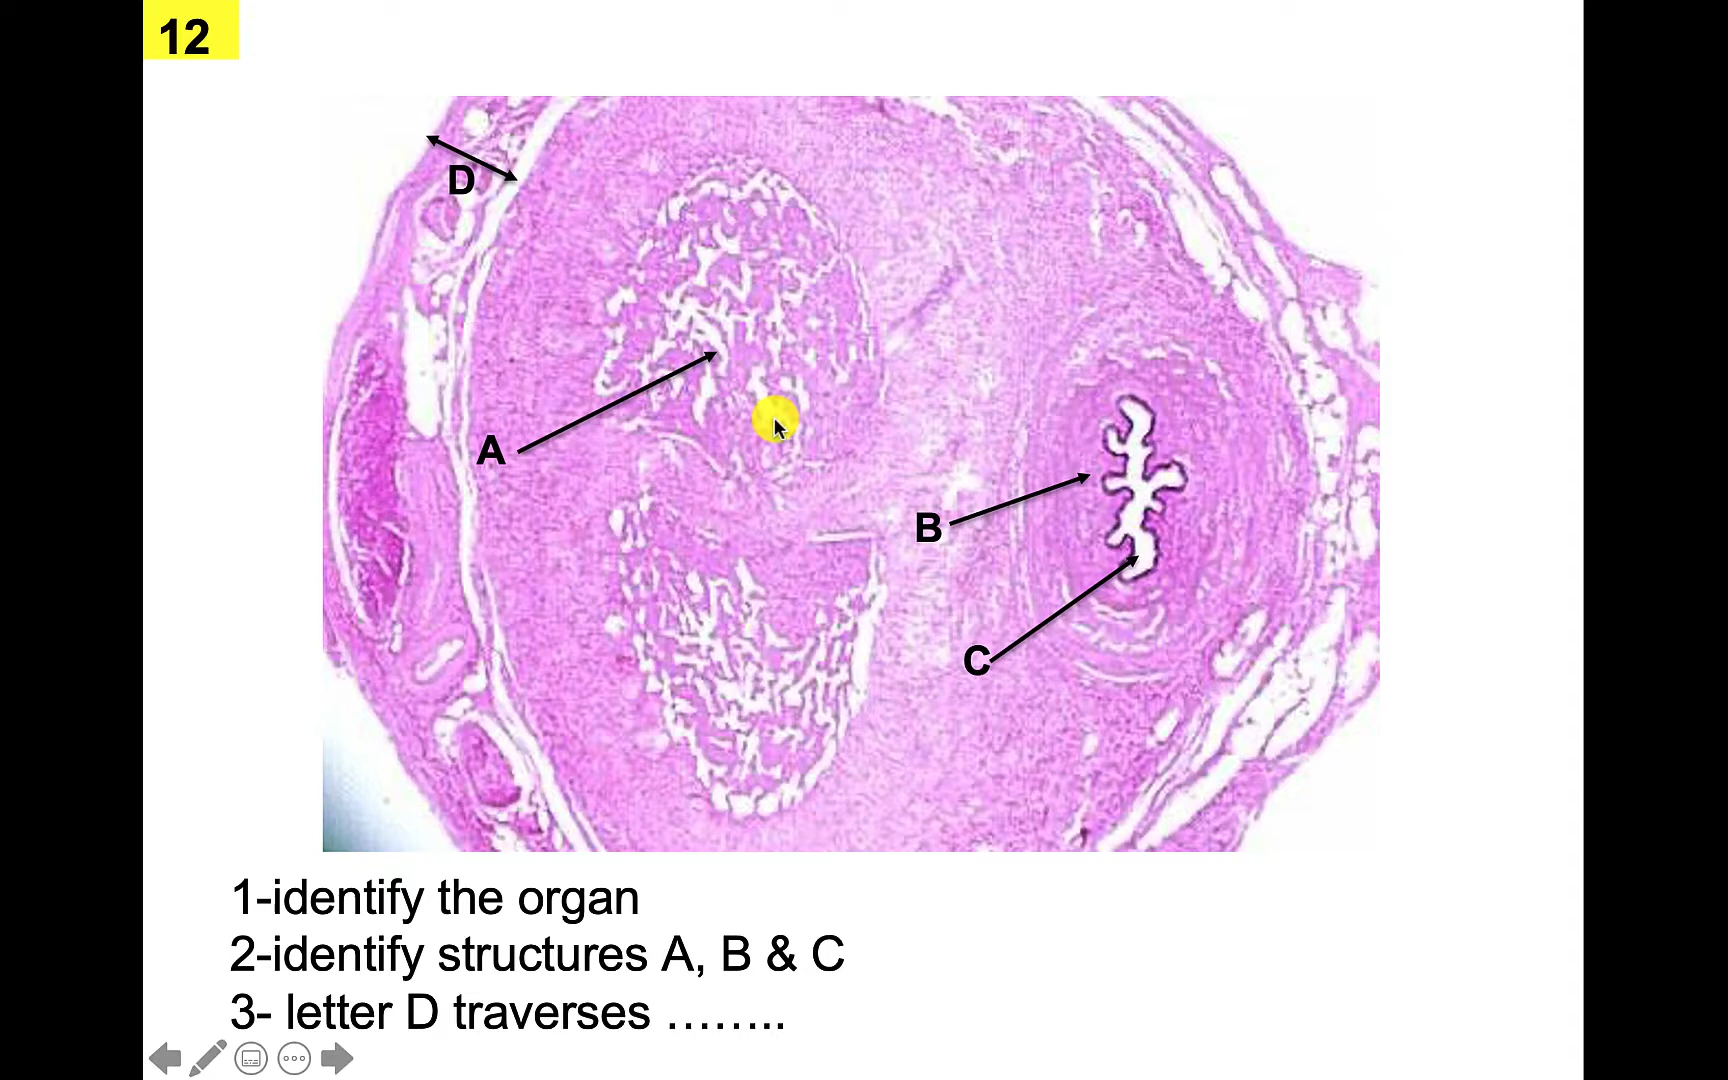 12
D
A
B
C
1-identify the organ
2-identify structures A, B & C
3- letter D traverses ……..